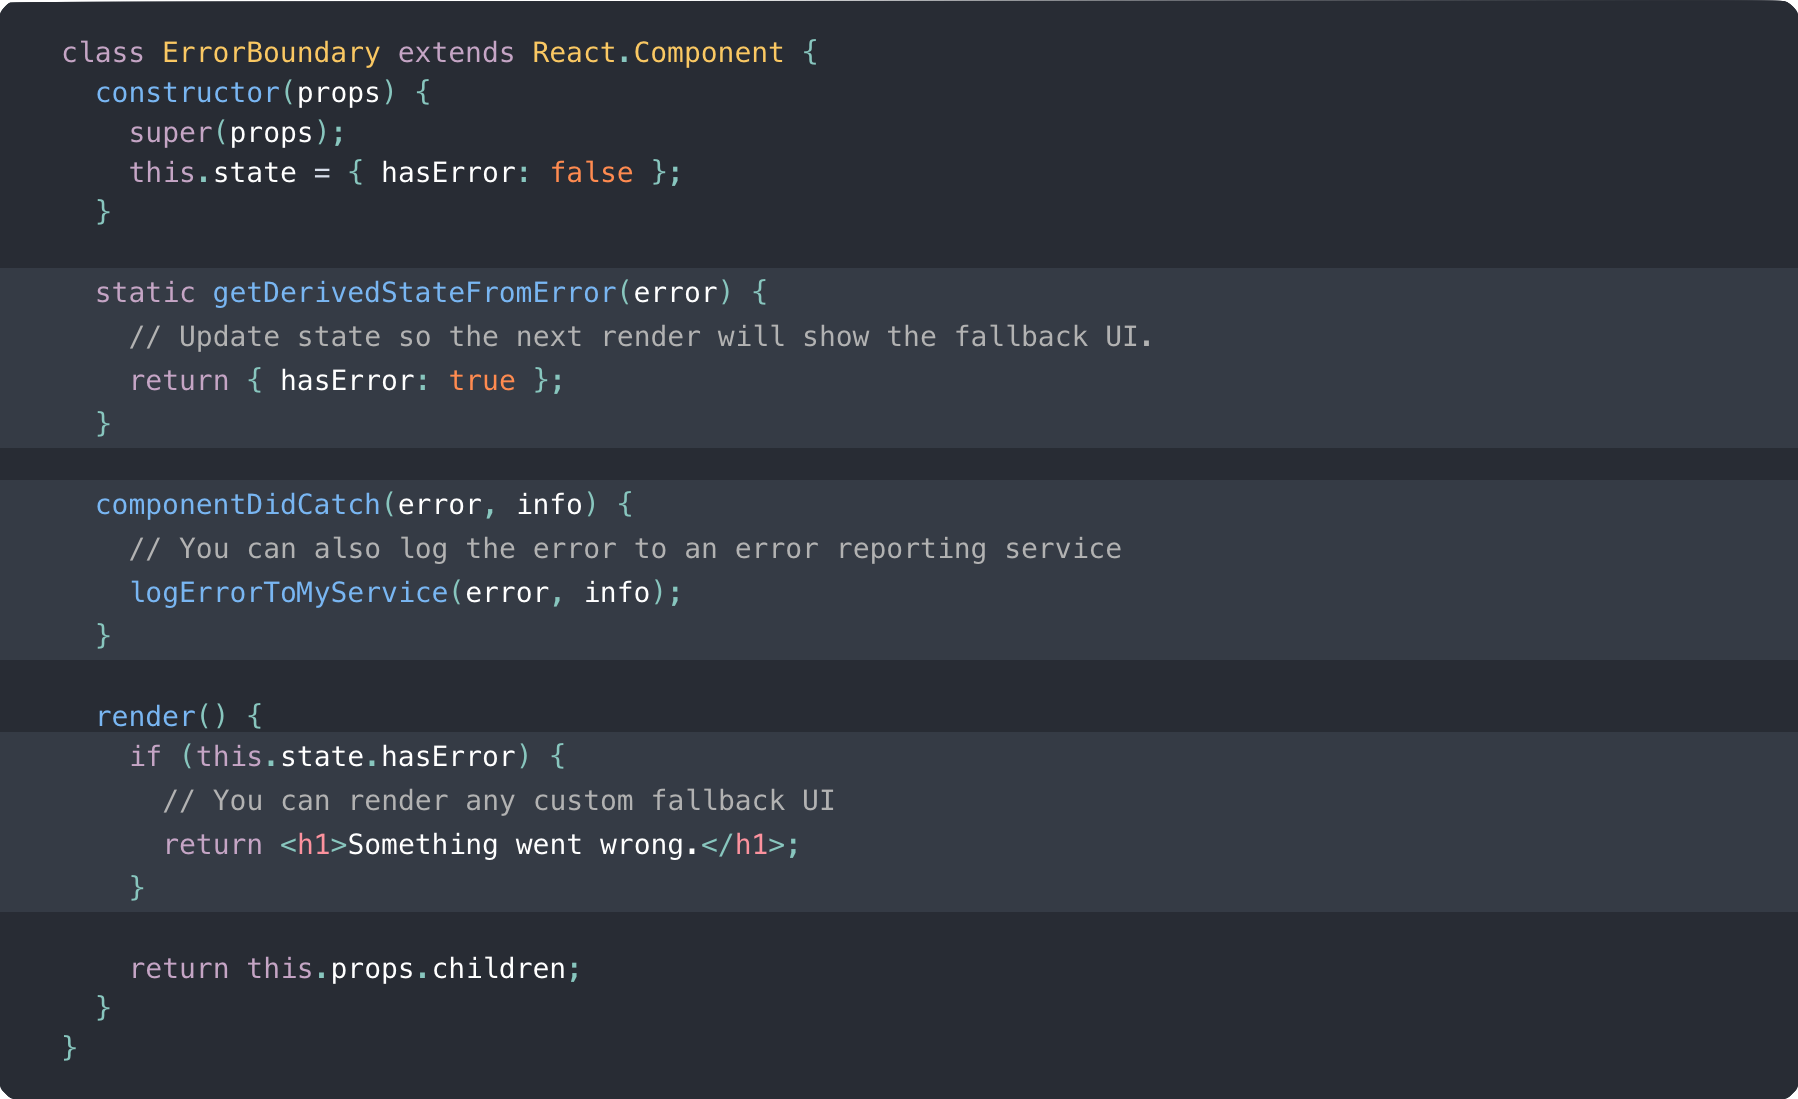 class ErrorBoundary extends React.Component {
  constructor(props) {
    super(props);
    this.state = { hasError: false };
  }

  static getDerivedStateFromError(error) {
    // Update state so the next render will show the fallback UI.
    return { hasError: true };
  }

  componentDidCatch(error, info) {
    // You can also log the error to an error reporting service
    logErrorToMyService(error, info);
  }

  render() {
    if (this.state.hasError) {
      // You can render any custom fallback UI
      return <h1>Something went wrong.</h1>;
    }

    return this.props.children;
  }
}